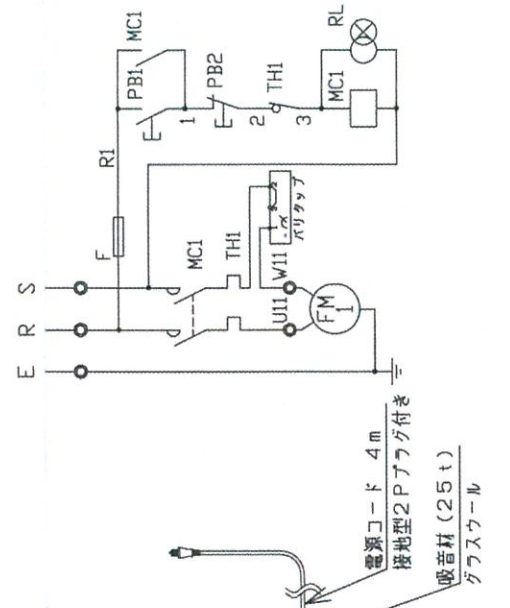 MC1
RL
PB1
PB2
TH1
MC1
1
2
3
R1
F
S
R
E
MC1
TH1
バリタップ
1
2
U11
W11
FM
1
電源コード 4m
接地型2Pプラグ付き
吸音材(25t)
グラスウール